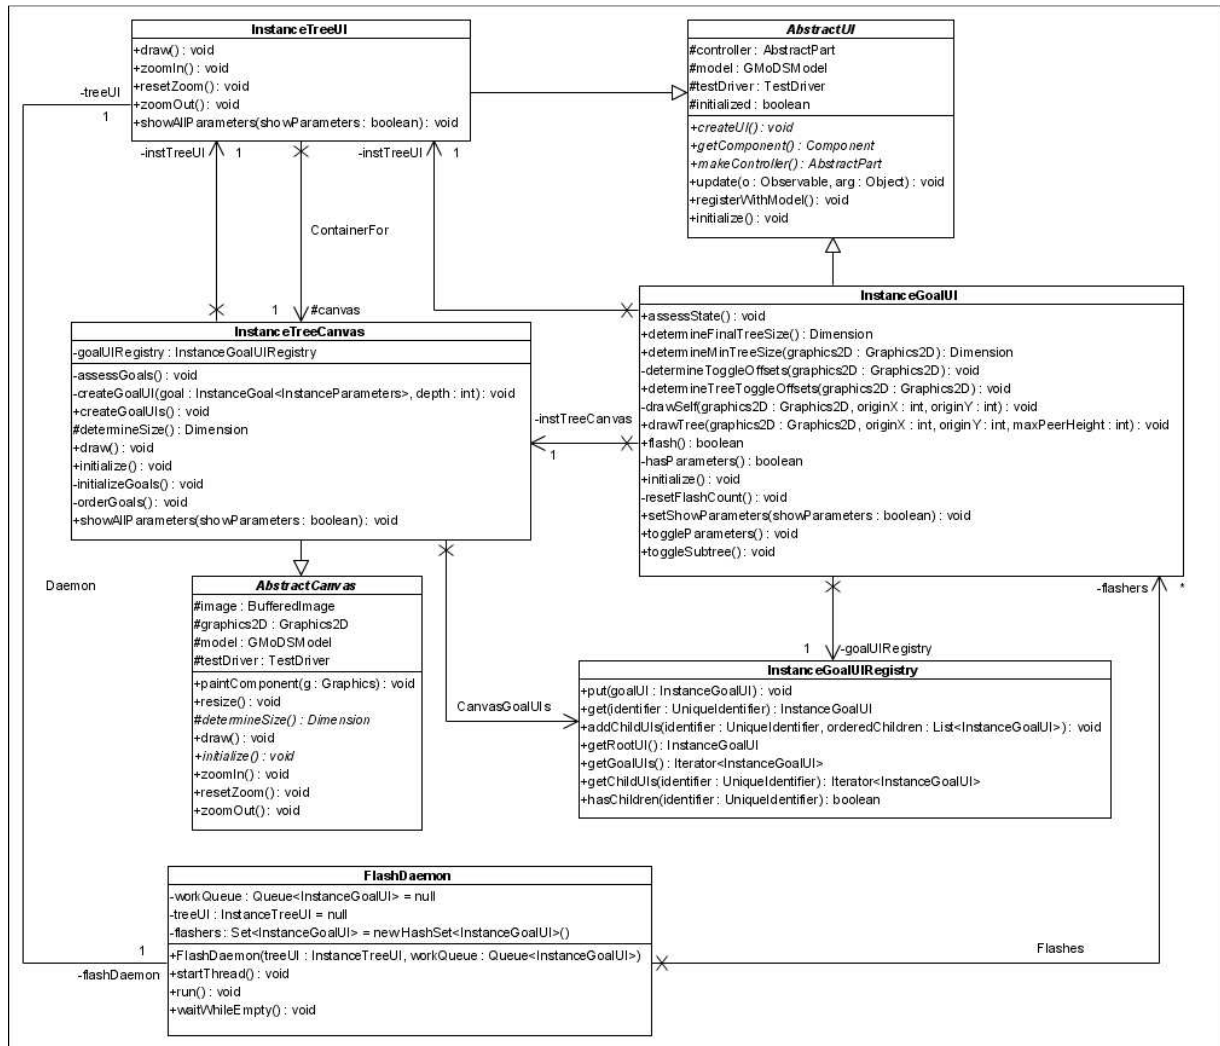 InstanceTreeUI
+draw() : void
+zoomIn() : void
+resetZoom() : void
+zoomOut() : void
+showAllParameters(showParameters : boolean) : void
AbstractUI
#controller : AbstractPart
#model : GMoDSModel
#testDriver : TestDriver
#initialized : boolean
+createUI() : void
+getComponent() : Component
+makeController() : AbstractPart
+update(o : Observable, arg : Object) : void
+registerWithModel() : void
+initialize() : void
-treeUI
1
-instTreeUI
1
-instTreeUI
1
ContainerFor
1
#canvas
InstanceTreeCanvas
-goalUIRegistry : InstanceGoalUIRegistry
-assessGoals() : void
-createGoalUI(goal : InstanceGoal<InstanceParameters>, depth : int) : void
+createGoalUIs() : void
#determineSize() : Dimension
+draw() : void
+initialize() : void
-initializeGoals() : void
-orderGoals() : void
+showAllParameters(showParameters : boolean) : void
-instTreeCanvas
1
InstanceGoalUI
+assessState() : void
+determineFinalTreeSize() : Dimension
+determineMinTreeSize(graphics2D : Graphics2D) : Dimension
-determineToggleOffsets(graphics2D : Graphics2D) : void
+determineTreeToggleOffsets(graphics2D : Graphics2D) : void
-drawSelf(graphics2D : Graphics2D, originX : int, originY : int) : void
+drawTree(graphics2D : Graphics2D, originX : int, originY : int, maxPeerHeight : int) : void
+flash() : boolean
-hasParameters() : boolean
+initialize() : void
-resetFlashCount() : void
+setShowParameters(showParameters : boolean) : void
+toggleParameters() : void
+toggleSubtree() : void
Daemon
AbstractCanvas
#image : BufferedImage
#graphics2D : Graphics2D
#model : GMoDSModel
#testDriver : TestDriver
+paintComponent(g : Graphics) : void
+resize() : void
#determineSize() : Dimension
+draw() : void
+initialize() : void
+zoomIn() : void
+resetZoom() : void
+zoomOut() : void
-flashers
*
1
-goalUIRegistry
CanvasGoalUIs
InstanceGoalUIRegistry
+put(goalUI : InstanceGoalUI) : void
+get(identifier : UniqueIdentifier) : InstanceGoalUI
+addChildUIs(identifier : UniqueIdentifier, orderedChildren : List<InstanceGoalUI>) : void
+getRootUI() : InstanceGoalUI
+getGoalUIs() : Iterator<InstanceGoalUI>
+getChildUIs(identifier : UniqueIdentifier) : Iterator<InstanceGoalUI>
+hasChildren(identifier : UniqueIdentifier) : boolean
FlashDaemon
-workQueue : Queue<InstanceGoalUI> = null
-treeUI : InstanceTreeUI = null
-flashers : Set<InstanceGoalUI> = new HashSet<InstanceGoalUI>()
+FlashDaemon(treeUI : InstanceTreeUI, workQueue : Queue<InstanceGoalUI>)
+startThread() : void
+run() : void
+waitWhileEmpty() : void
1
-flashDaemon
Flashes